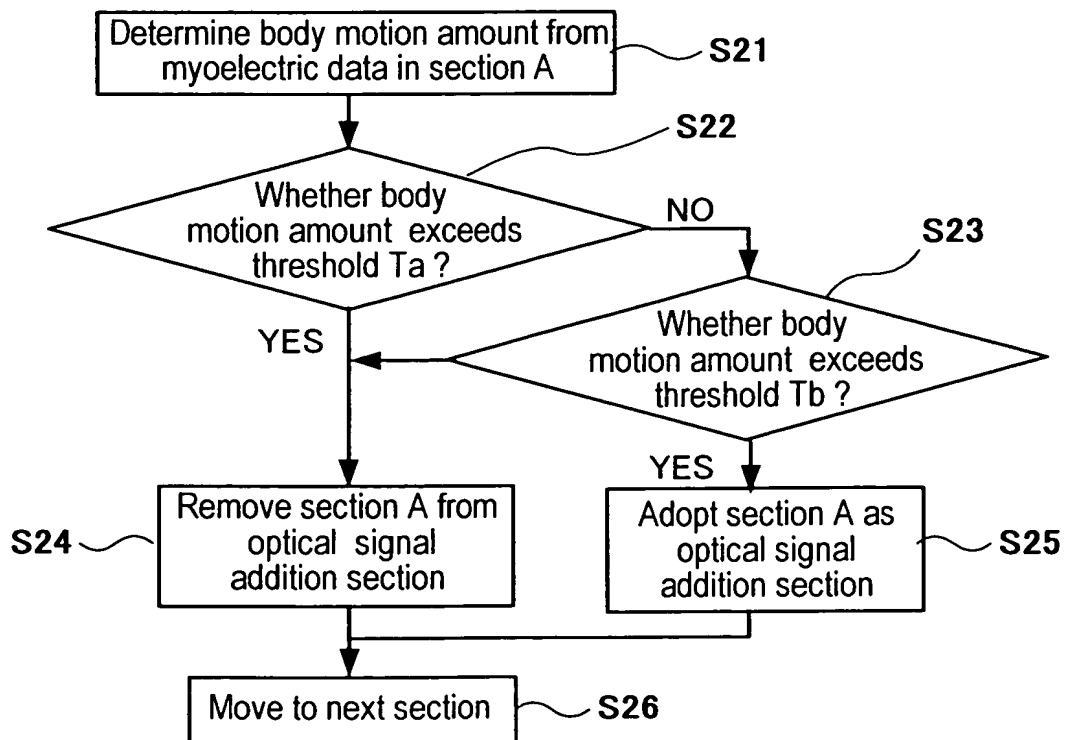 Determine body motion amount from
myoelectric data in section A
S21
S22
Whether body
motion amount exceeds
threshold Ta ?
NO
S23
YES
Whether body
motion amount exceeds
threshold Tb ?
YES
S24
Remove section A from
optical signal
addition section
Adopt section A as
optical signal
addition section
S25
Move to next section
S26